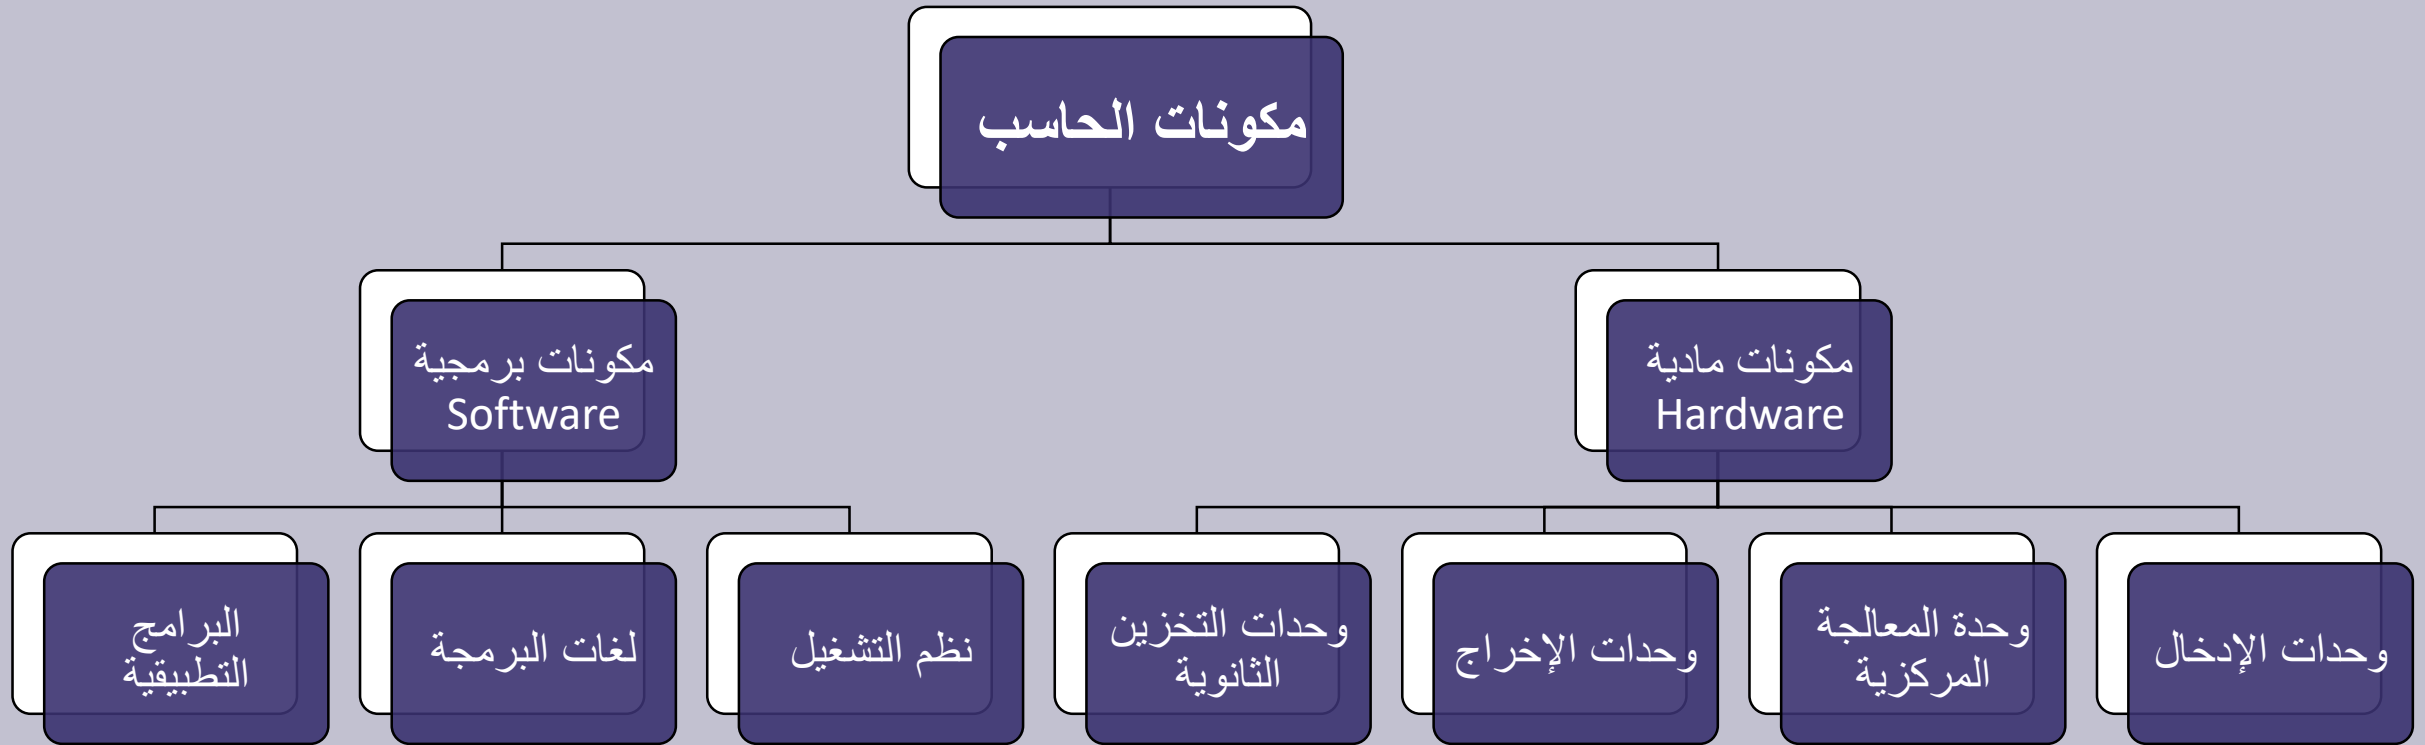 مكونات الحاسب
مكونات مادية
Hardware
مكونات برمجية
Software
وحدات الإدخال
وحدة المعالجة
المركزية
وحدات الإخراج
وحدات التخزين
الثانوية
نظم التشغيل
لغات البرمجة
البرامج
التطبيقية